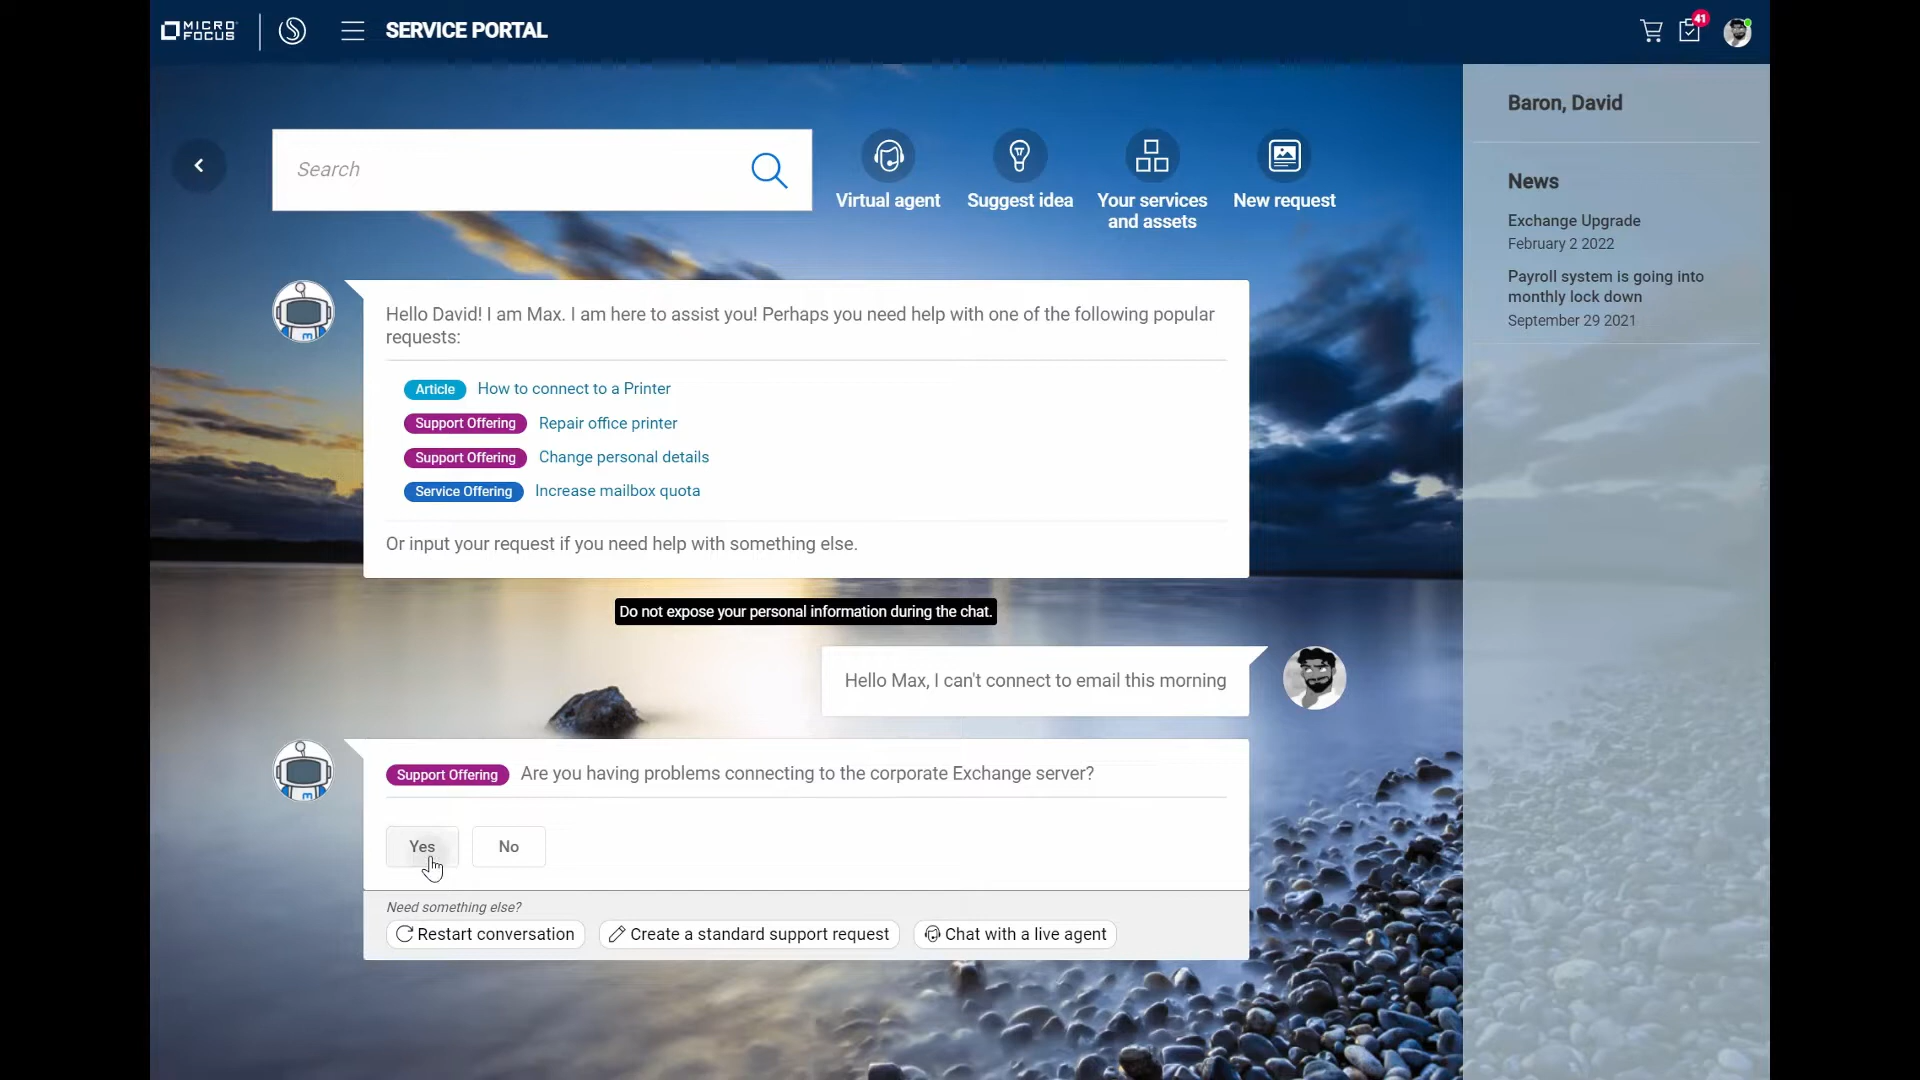 MICRO
FOCUS
SERVICE PORTAL
41
Search
Virtual agent
Suggest idea
Your services
and assets
New request
Baron, David
News
Exchange Upgrade
February 2 2022
Payroll system is going into
monthly lock down
September 29 2021
Hello David! I am Max. I am here to assist you! Perhaps you need help with one of the following popular
requests:
Article How to connect to a Printer
Support Offering Repair office printer
Support Offering Change personal details
Service Offering Increase mailbox quota
Or input your request if you need help with something else.
Do not expose your personal information during the chat.
Hello Max, I can't connect to email this morning
Support Offering Are you having problems connecting to the corporate Exchange server?
Yes
No
Need something else?
Restart conversation
Create a standard support request
Chat with a live agent